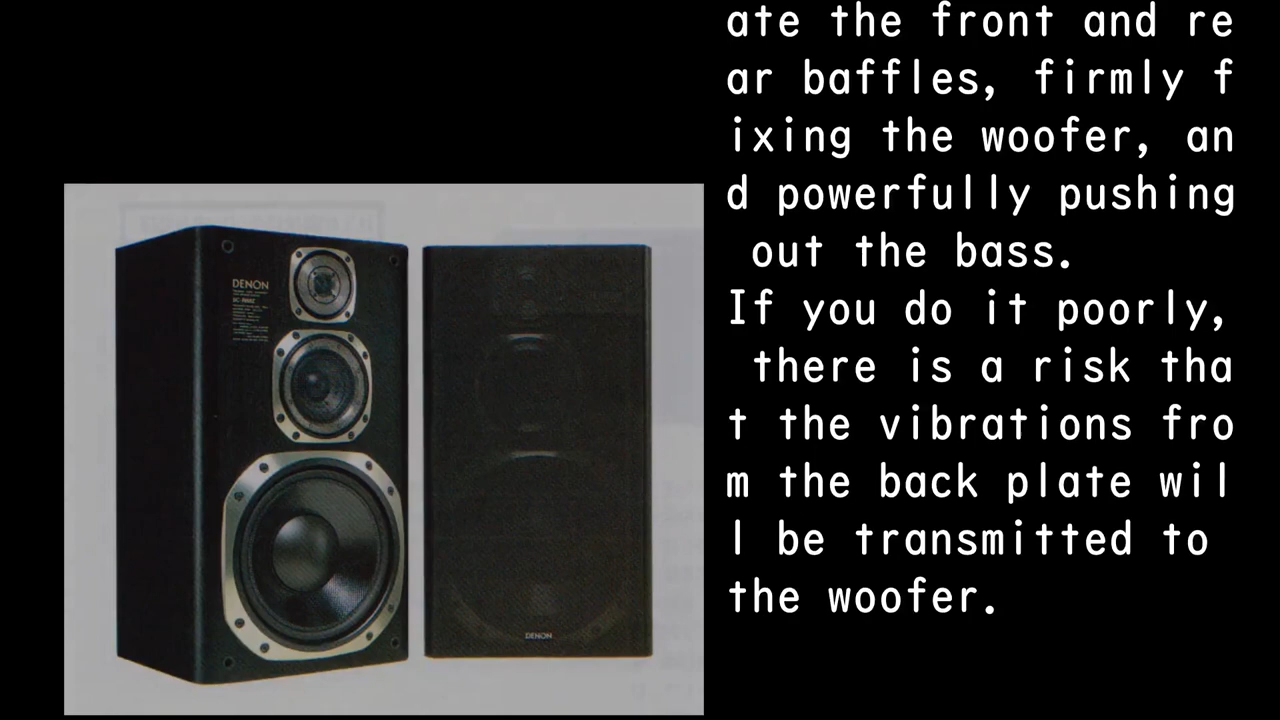 ate the front and re
ar baffles, firmly f
ixing the woofer, an
d powerfully pushing
out the bass.
If you do it poorly,
there is a risk tha
t the vibrations fro
m the back plate wil
l be transmitted to
the woofer.
DENON
DENON